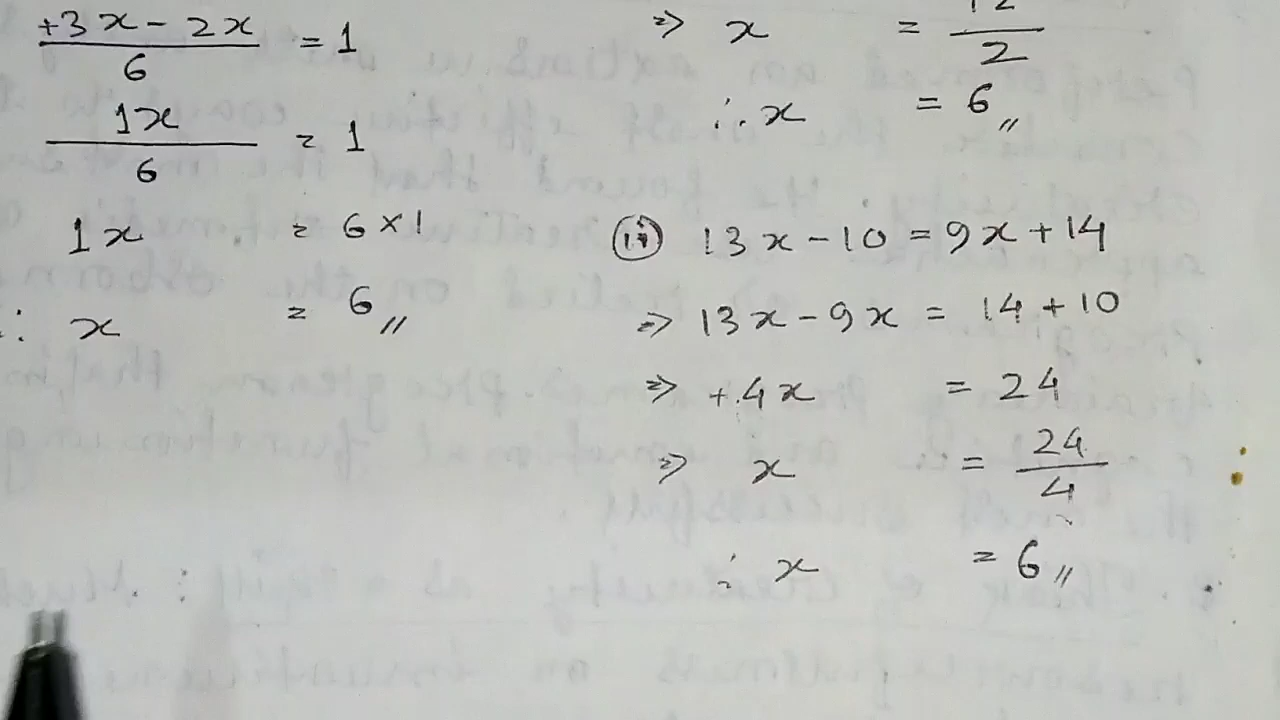 +3x - 2x / 6 = 1
1x / 6 = 1
1x = 6 × 1
∴ x = 6 〃
⇒ x = 12 / 2
∴ x = 6 〃
(ii) 13x - 10 = 9x + 14
⇒ 13x - 9x = 14 + 10
⇒ +4x = 24
⇒ x = 24 / 4
∴ x = 6 〃